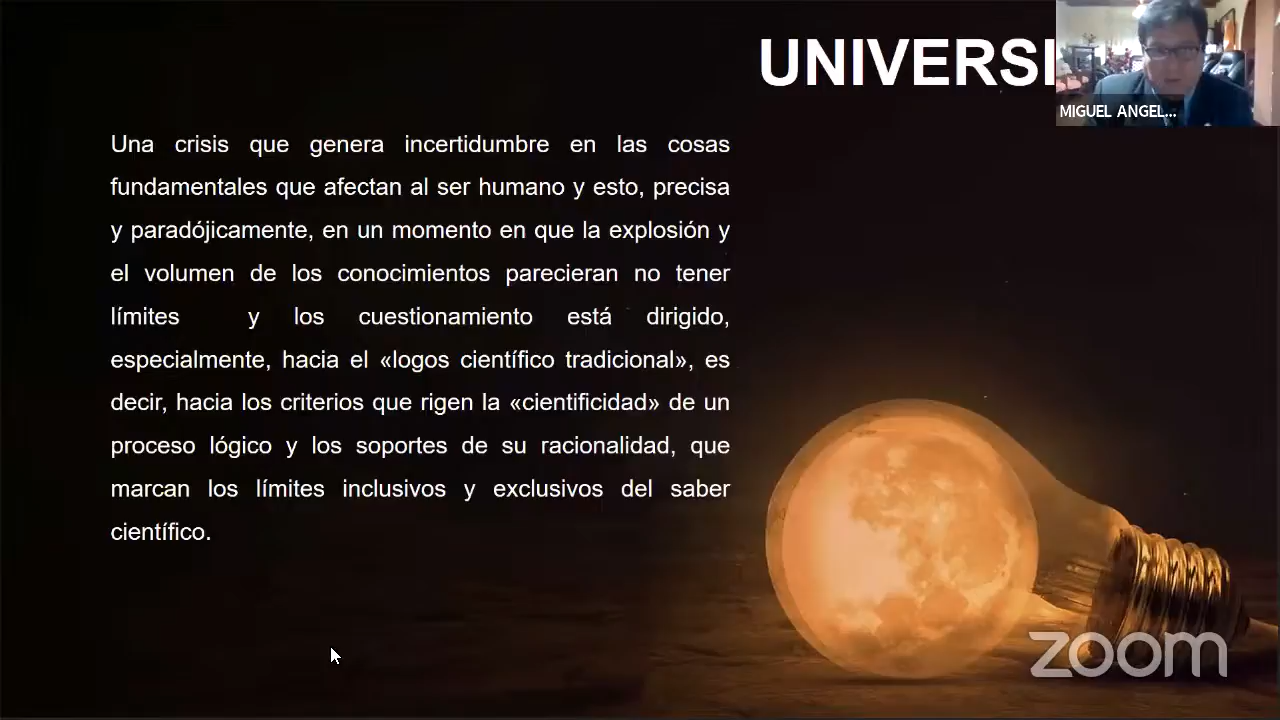 UNIVERSI
MIGUEL ANGEL...
Una crisis que genera incertidumbre en las cosas
fundamentales que afectan al ser humano y esto, precisa
y paradójicamente, en un momento en que la explosión y
el volumen de los conocimientos parecieran no tener
límites y los cuestionamiento está dirigido,
especialmente, hacia el «logos científico tradicional», es
decir, hacia los criterios que rigen la «cientificidad» de un
proceso lógico y los soportes de su racionalidad, que
marcan los límites inclusivos y exclusivos del saber
científico.
zoom